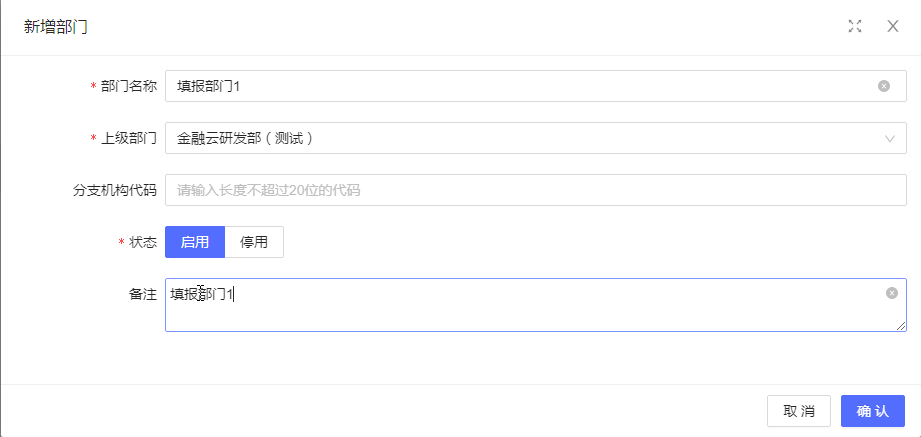 新增部门
* 部门名称 填报部门1
* 上级部门 金融云研发部（测试）
分支机构代码 请输入长度不超过20位的代码
* 状态 启用 停用
备注 填报部门1
取 消 确 认